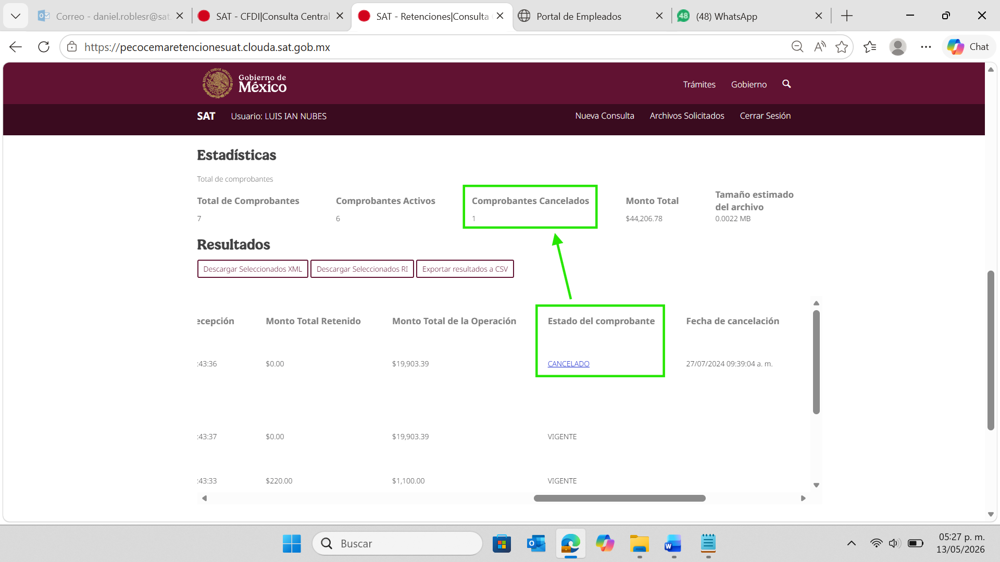 Correo - daniel.roblesr@sat.
SAT - CFDI|Consulta Central
SAT - Retenciones|Consulta
Portal de Empleados
48
(48) WhatsApp
https://pecocemaretencionesuat.clouda.sat.gob.mx
Chat
Gobierno de
México
Trámites
Gobierno
SAT
Usuario: LUIS IAN NUBES
Nueva Consulta
Archivos Solicitados
Cerrar Sesión
Estadísticas
Total de comprobantes
Total de Comprobantes
7
Comprobantes Activos
6
Comprobantes Cancelados
1
Monto Total
$44,206.78
Tamaño estimado
del archivo
0.0022 MB
Resultados
Descargar Seleccionados XML
Descargar Seleccionados RI
Exportar resultados a CSV
ecepción
Monto Total Retenido
Monto Total de la Operación
Estado del comprobante
Fecha de cancelación
:43:36
$0.00
$19,903.39
CANCELADO
27/07/2024 09:39:04 a. m.
:43:37
$0.00
$19,903.39
VIGENTE
:43:33
$220.00
$1,100.00
VIGENTE
Buscar
05:27 p. m.
13/05/2026